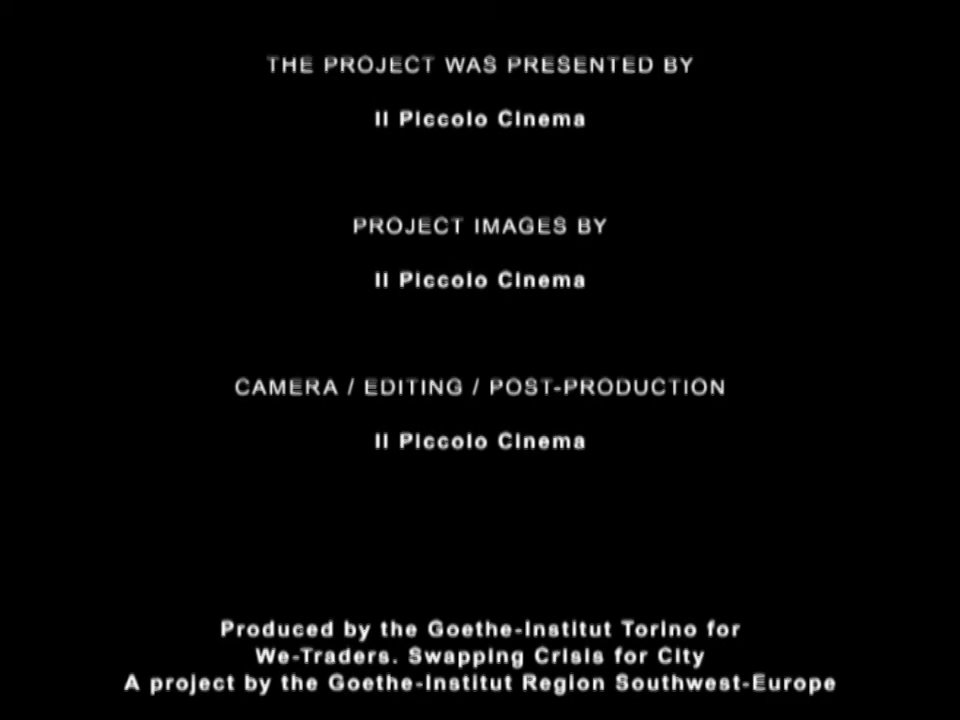 THE PROJECT WAS PRESENTED BY
Il Piccolo Cinema
PROJECT IMAGES BY
Il Piccolo Cinema
CAMERA / EDITING / POST-PRODUCTION
Il Piccolo Cinema
Produced by the Goethe-Institut Torino for
We-Traders. Swapping Crisis for City
A project by the Goethe-Institut Region Southwest-Europe